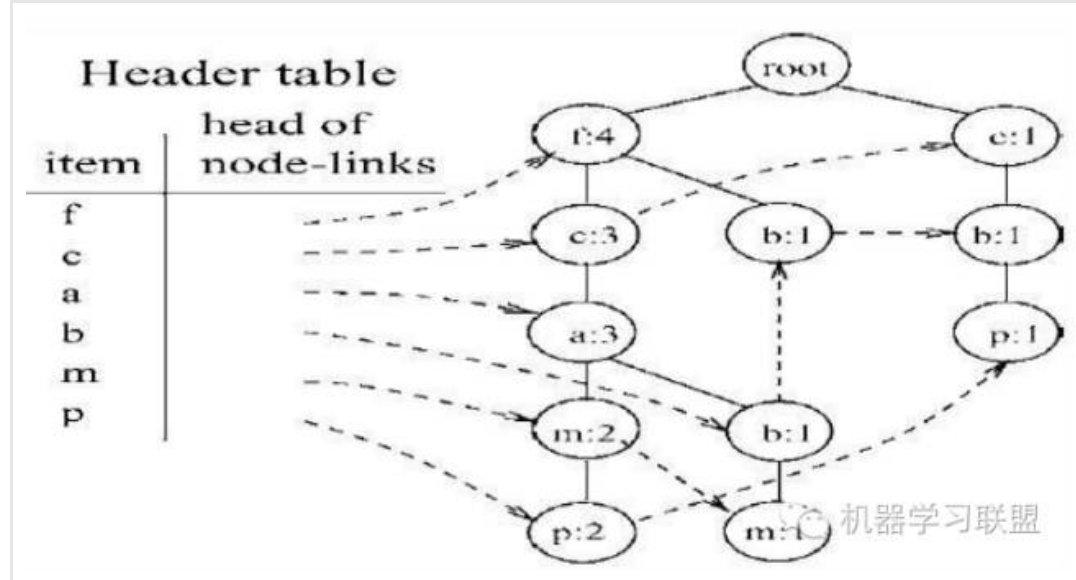 Header table
item
head of
node-links
f
c
a
b
m
p
root
f:4
c:1
c:3
b:1
b:1
a:3
p:1
m:2
b:1
p:2
机器学习联盟